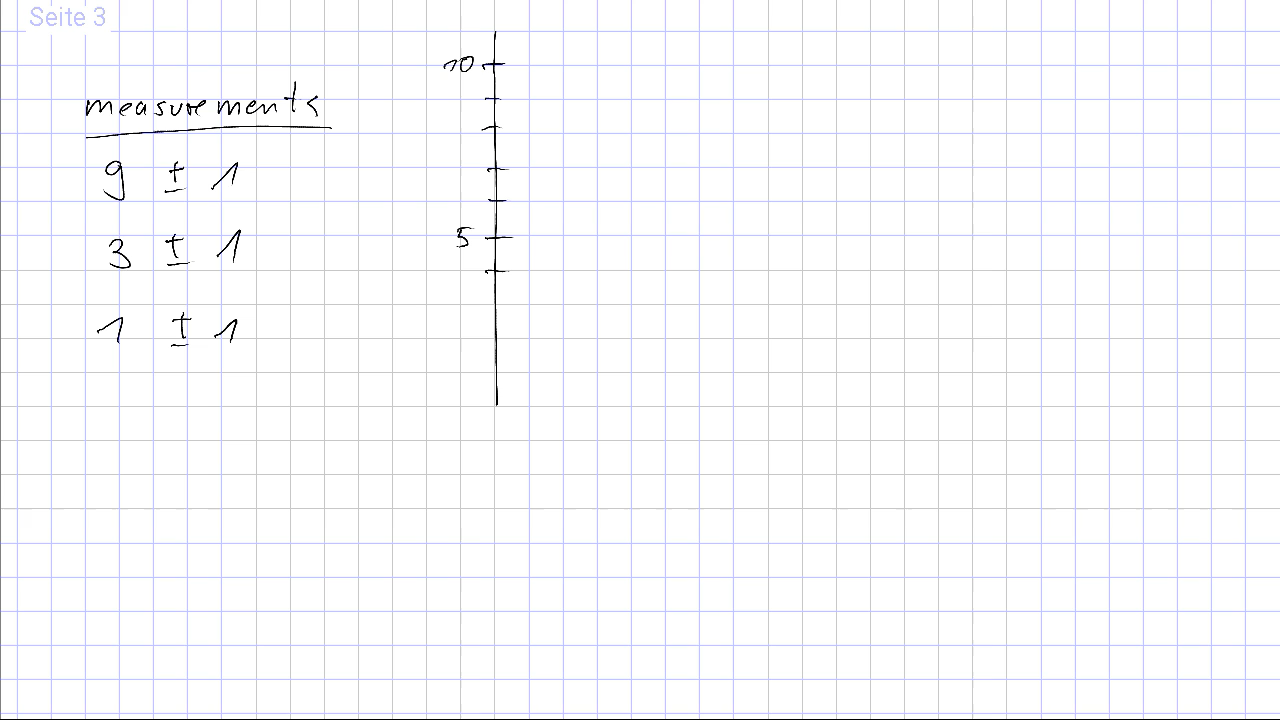 Seite 3
measurements
9 ± 1
3 ± 1
1 ± 1
10
5